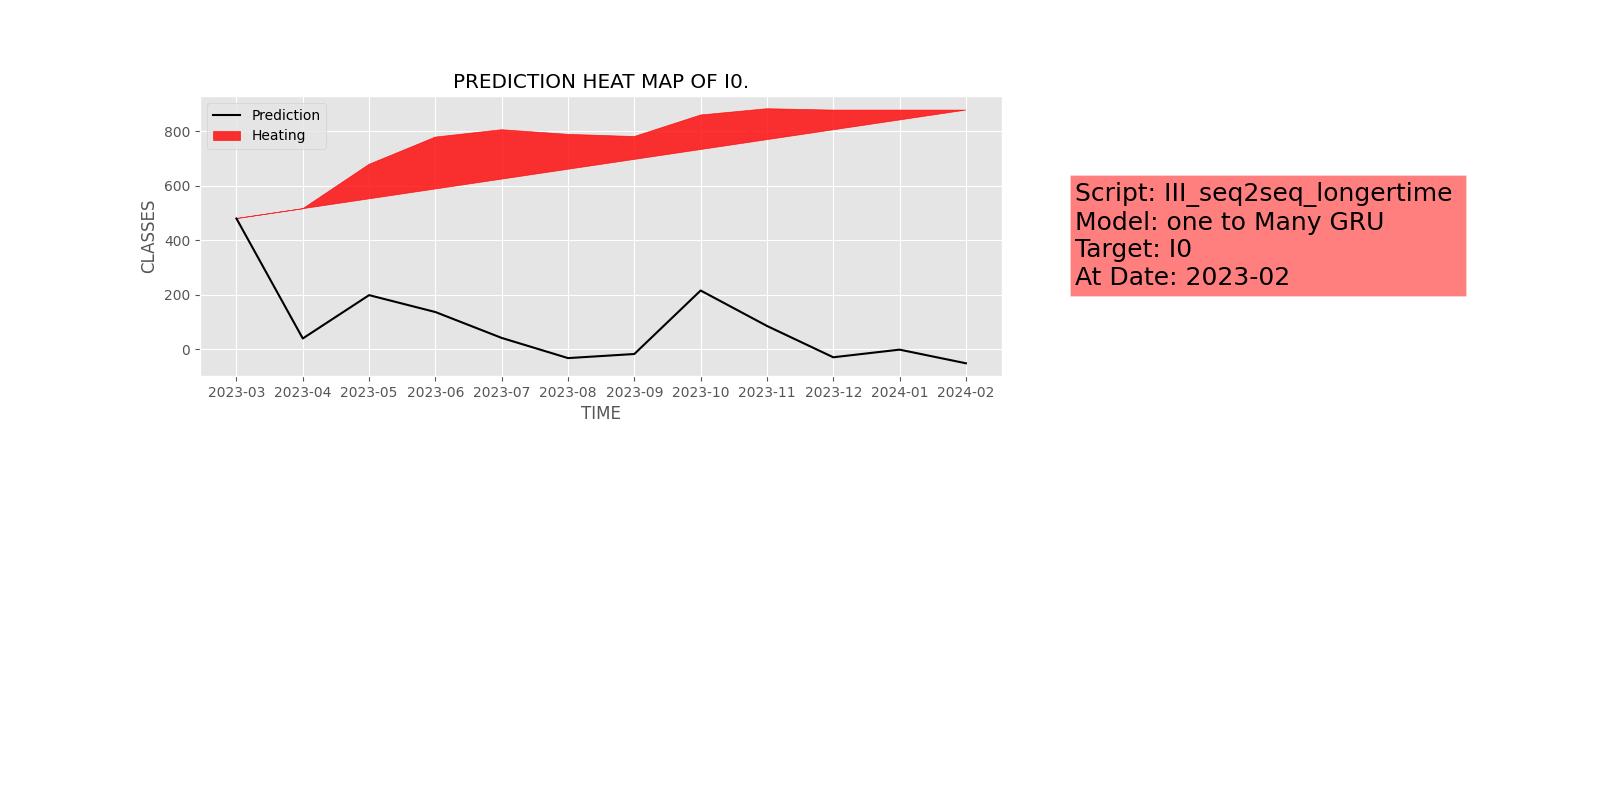 PREDICTION HEAT MAP OF I0.
Prediction
Heating
800
600
400
200
0
CLASSES
2023-03 2023-04 2023-05 2023-06 2023-07 2023-08 2023-09 2023-10 2023-11 2023-12 2024-01 2024-02
TIME
Script: III_seq2seq_longertime
Model: one to Many GRU
Target: I0
At Date: 2023-02